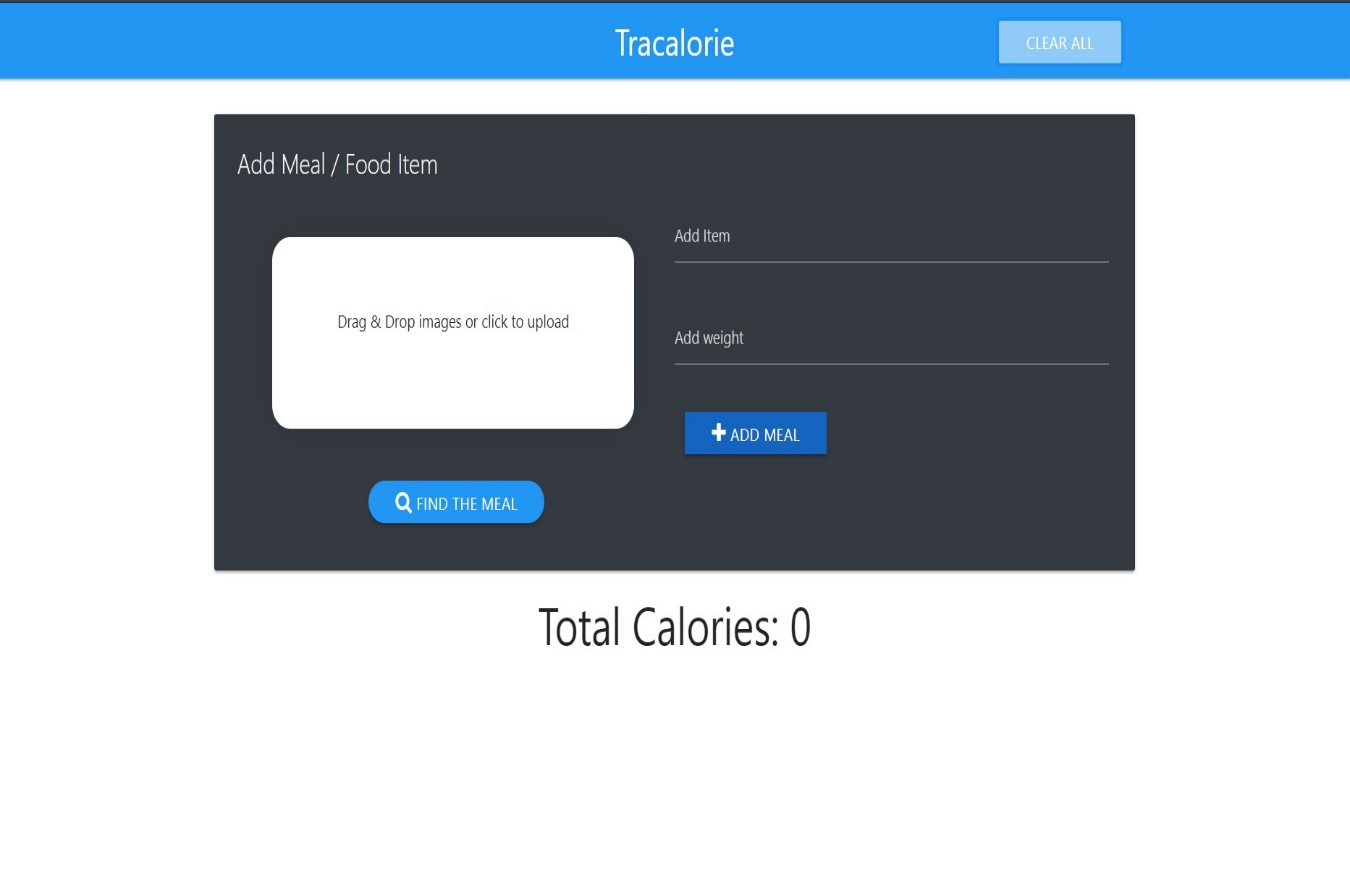 Tracalorie
CLEAR ALL
Add Meal / Food Item
Drag & Drop images or click to upload
FIND THE MEAL
Add Item
Add weight
ADD MEAL
Total Calories: 0